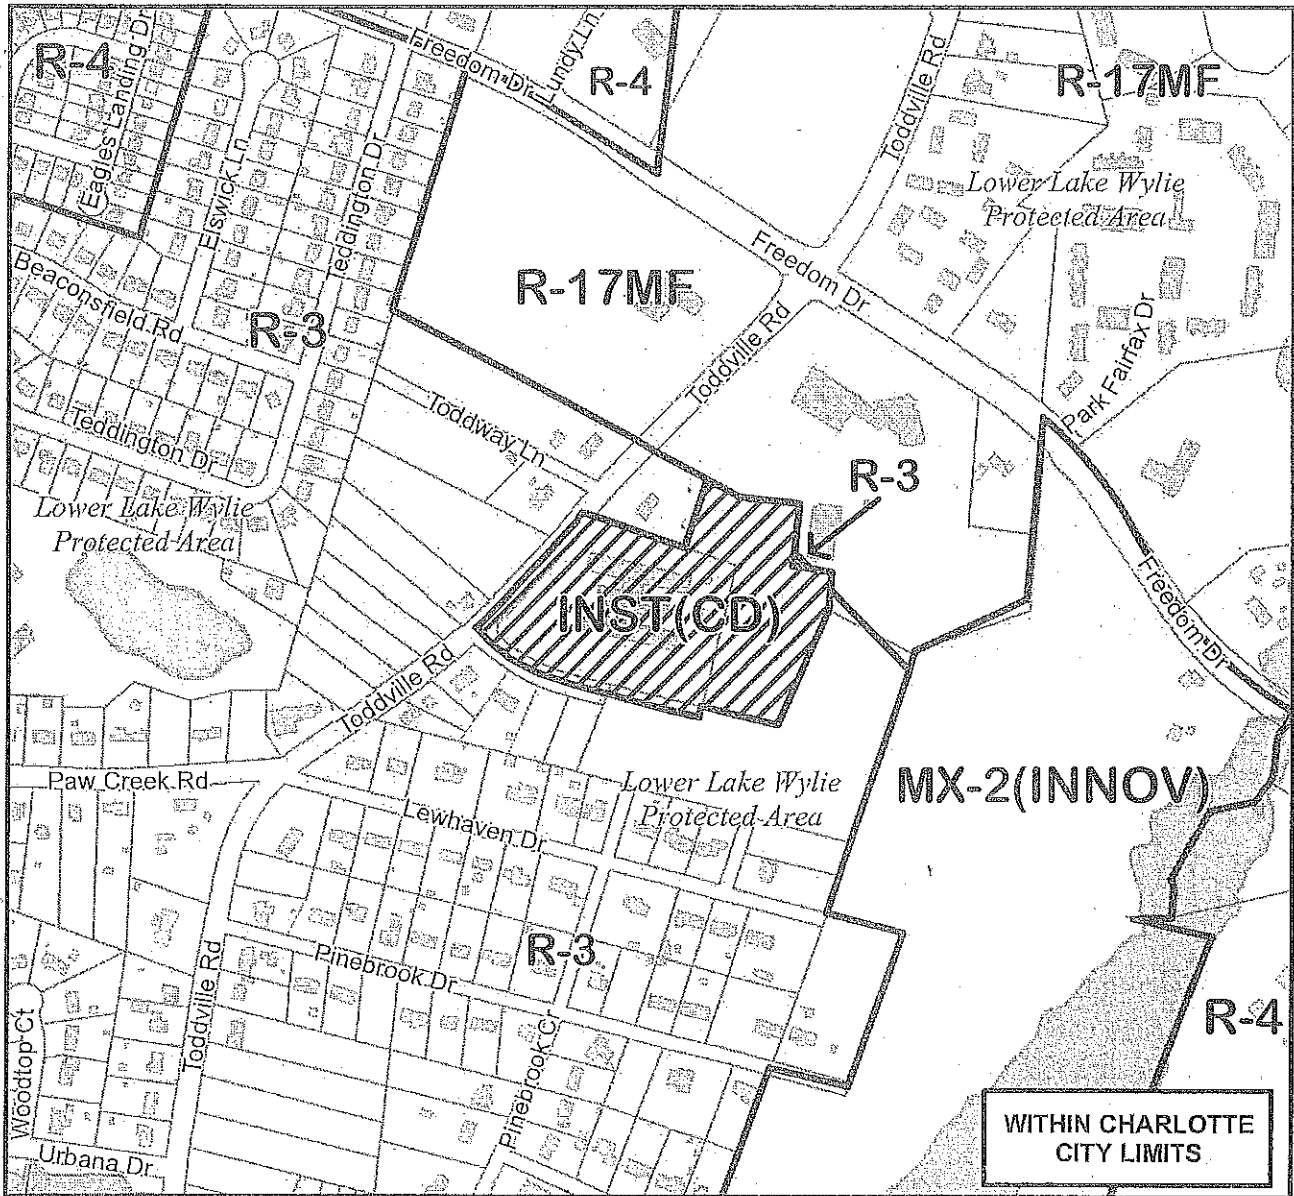 R-4
Eagles Landing Dr
Elswick Ln
Teddington Dr
Freedom Dr
Lundy Ln
R-4
Toddville Rd
R-17MF
Lower Lake Wylie
Protected Area
Beaconsfield Rd
R-3
R-17MF
Freedom Dr
Toddville Rd
Park Fairfax Dr
Teddington Dr
Toddway Ln
R-3
Lower Lake Wylie
Protected Area
INST(CD)
Freedom Dr
Toddville Rd
Paw Creek Rd
Lower Lake Wylie
Protected Area
MX-2(INNOV)
Lewhaven Dr
R-3
Pinebrook Dr
Toddville Rd
Woodtop Ct
Pinebrook Cr
R-4
Urbana Dr
WITHIN CHARLOTTE
CITY LIMITS